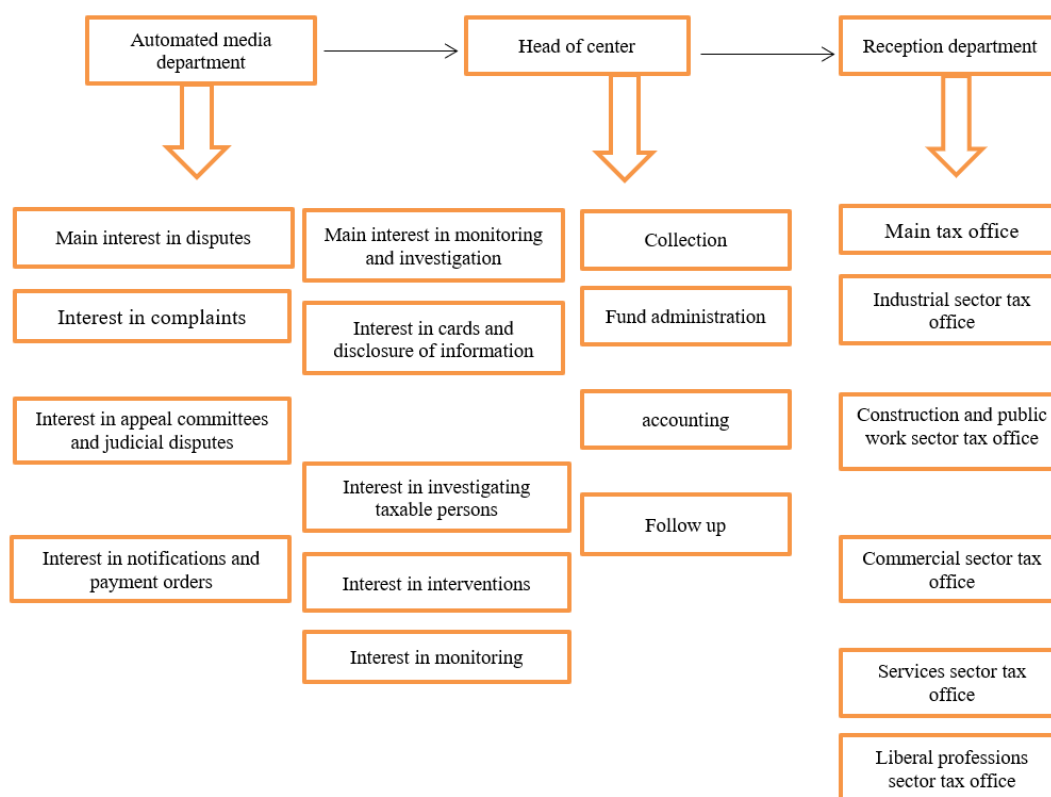 Automated media
department
Head of center
Reception department
Main interest in disputes
Interest in complaints
Interest in appeal committees
and judicial disputes
Interest in notifications and
payment orders
Main interest in monitoring
and investigation
Interest in cards and
disclosure of information
Interest in investigating
taxable persons
Interest in interventions
Interest in monitoring
Collection
Fund administration
accounting
Follow up
Main tax office
Industrial sector tax
office
Construction and public
work sector tax office
Commercial sector tax
office
Services sector tax
office
Liberal professions
sector tax office